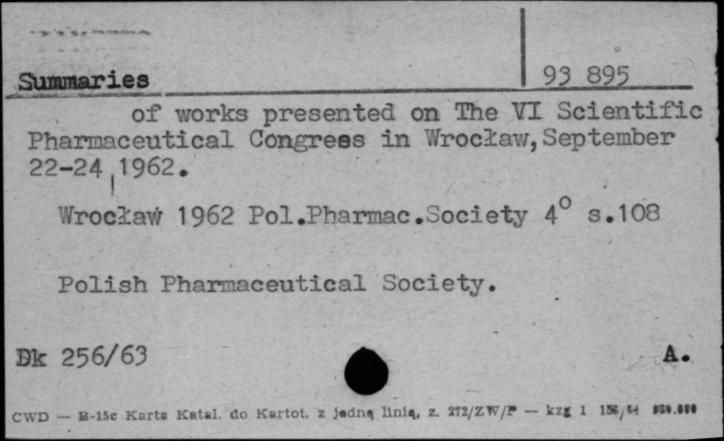 Summaries
93 895
of works presented on The VI Scientific
Pharmaceutical Congress in Wrocław, September
22-24, 1962.
Wrocław 1962 Pol.Pharmac.Society 4° s.108
Polish Pharmaceutical Society.
Dk 256/63
A.
CWD — B-15c Karta Katal. do Kartot. z jedną linią, z. 272/ZW/P — kzg 1